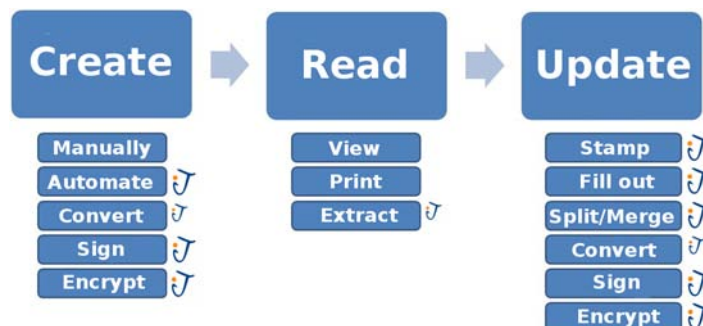 Create
Read
Update
Manually
Automate
Convert
Sign
Encrypt
View
Print
Extract
Stamp
Fill out
Split/Merge
Convert
Sign
Encrypt